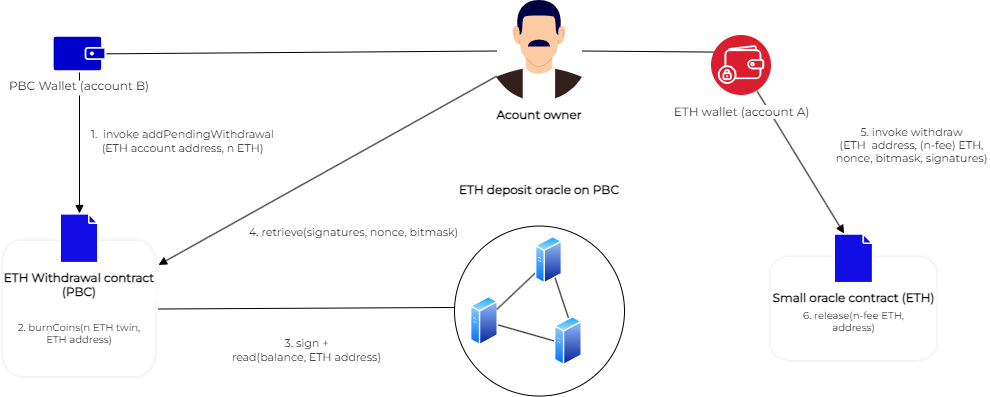 PBC Wallet (account B)
Acount owner
ETH wallet (account A)
1. invoke addPendingWithdrawal
(ETH account address, n ETH)
5. invoke withdraw
(ETH address, (n-fee) ETH,
nonce, bitmask, signatures)
ETH deposit oracle on PBC
4. retrieve(signatures, nonce, bitmask)
ETH Withdrawal contract
(PBC)
2. burnCoins(n ETH twin,
ETH address)
3. sign +
read(balance, ETH address)
Small oracle contract (ETH)
6. release(n-fee ETH,
address)